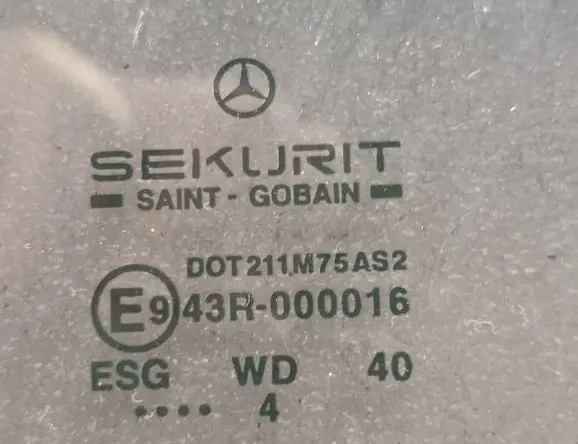 SEKURIT
SAINT - GOBAIN
DOT211M75AS2
E9 43R-000016
ESG WD 40
•••• 4